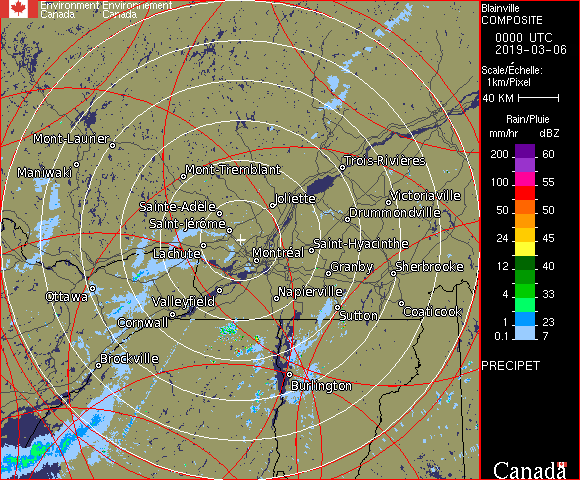 Environment Environnement
Canada Canada
Blainville
COMPOSITE
0000 UTC
2019-03-06
Scale/Échelle:
1km/Pixel
40 KM
Rain/Pluie
mm/hr dBZ
200 60
100 55
50 50
24 45
12 40
4 33
1 23
0.1 7
PRECIPET
Canada
Mont-Laurier
Maniwaki
Mont-Tremblant
Trois-Rivières
Joliette
Victoriaville
Sainte-Adèle
Drummondville
Saint-Jérôme
Saint-Hyacinthe
Lachute
Montréal
Granby
Sherbrooke
Ottawa
Valleyfield
Napierville
Coaticook
Cornwall
Sutton
Brockville
Burlington